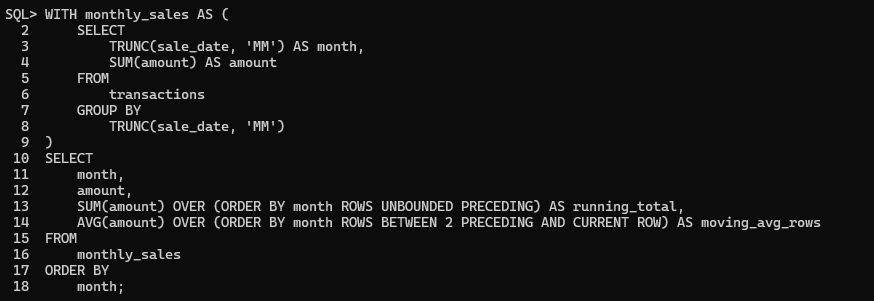 SQL> WITH monthly_sales AS (
  2      SELECT
  3          TRUNC(sale_date, 'MM') AS month,
  4          SUM(amount) AS amount
  5      FROM
  6          transactions
  7      GROUP BY
  8          TRUNC(sale_date, 'MM')
  9  )
 10  SELECT
 11      month,
 12      amount,
 13      SUM(amount) OVER (ORDER BY month ROWS UNBOUNDED PRECEDING) AS running_total,
 14      AVG(amount) OVER (ORDER BY month ROWS BETWEEN 2 PRECEDING AND CURRENT ROW) AS moving_avg_rows
 15  FROM
 16      monthly_sales
 17  ORDER BY
 18      month;